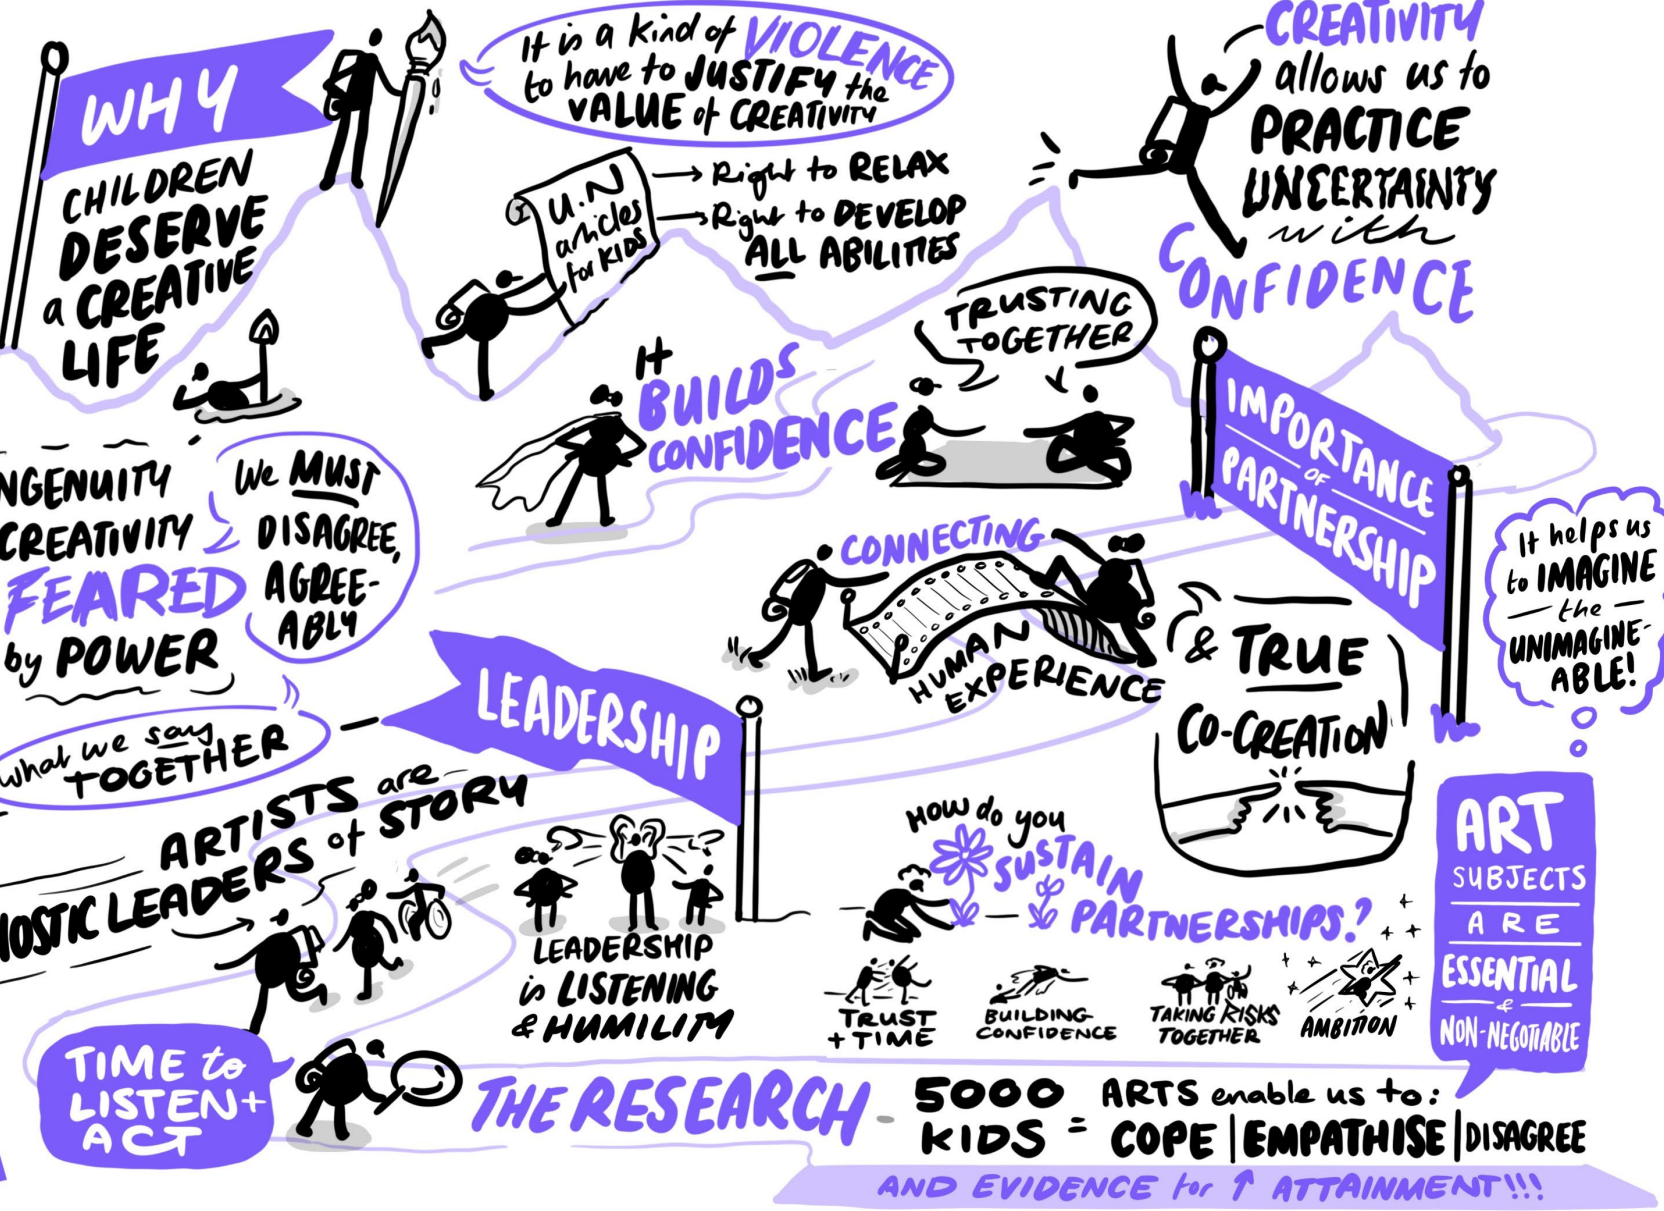 WHY
CHILDREN
DESERVE
a CREATIVE
LIFE
It is a kind of VIOLENCE
to have to JUSTIFY the
VALUE of CREATIVITY
U.N
articles
for KIDS
Right to RELAX
Right to DEVELOP
ALL ABILITIES
CREATIVITY
allows us to
PRACTICE
UNCERTAINTY
with
CONFIDENCE
It
BUILDS
CONFIDENCE
TRUSTING
TOGETHER
IMPORTANCE
OF
PARTNERSHIP
NGENUITY
CREATIVITY
FEARED
by POWER
We MUST
DISAGREE,
AGREE-
ABLY
CONNECTING
HUMAN
EXPERIENCE
& TRUE
CO-CREATION
It helps us
to IMAGINE
the
UNIMAGINE-
ABLE!
what we say
TOGETHER
LEADERSHIP
ARTISTS are
LEADERS of STORY
LEADERSHIP
is LISTENING
& HUMILITY
HOW do you
SUSTAIN
PARTNERSHIPS?
TRUST
+ TIME
BUILDING
CONFIDENCE
TAKING RISKS
TOGETHER
AMBITION
ART
SUBJECTS
ARE
ESSENTIAL
&
NON-NEGOTIABLE
TIME to
LISTEN +
ACT
THE RESEARCH -
5000
KIDS =
ARTS enable us to:
COPE | EMPATHISE | DISAGREE
AND EVIDENCE for ↑ ATTAINMENT!!!